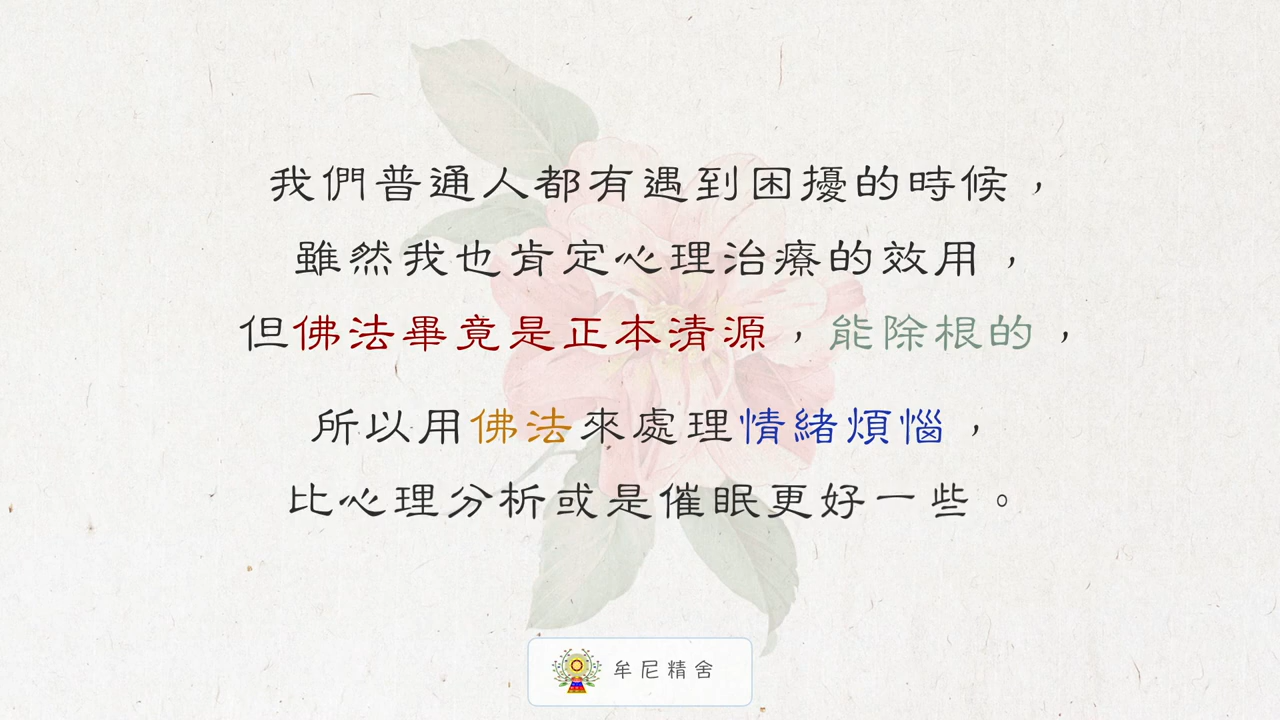 我們普通人都有遇到困擾的時候，
雖然我也肯定心理治療的效用，
但佛法畢竟是正本清源，能除根的，
所以用佛法來處理情緒煩惱，
比心理分析或是催眠更好一些。
牟尼精舍